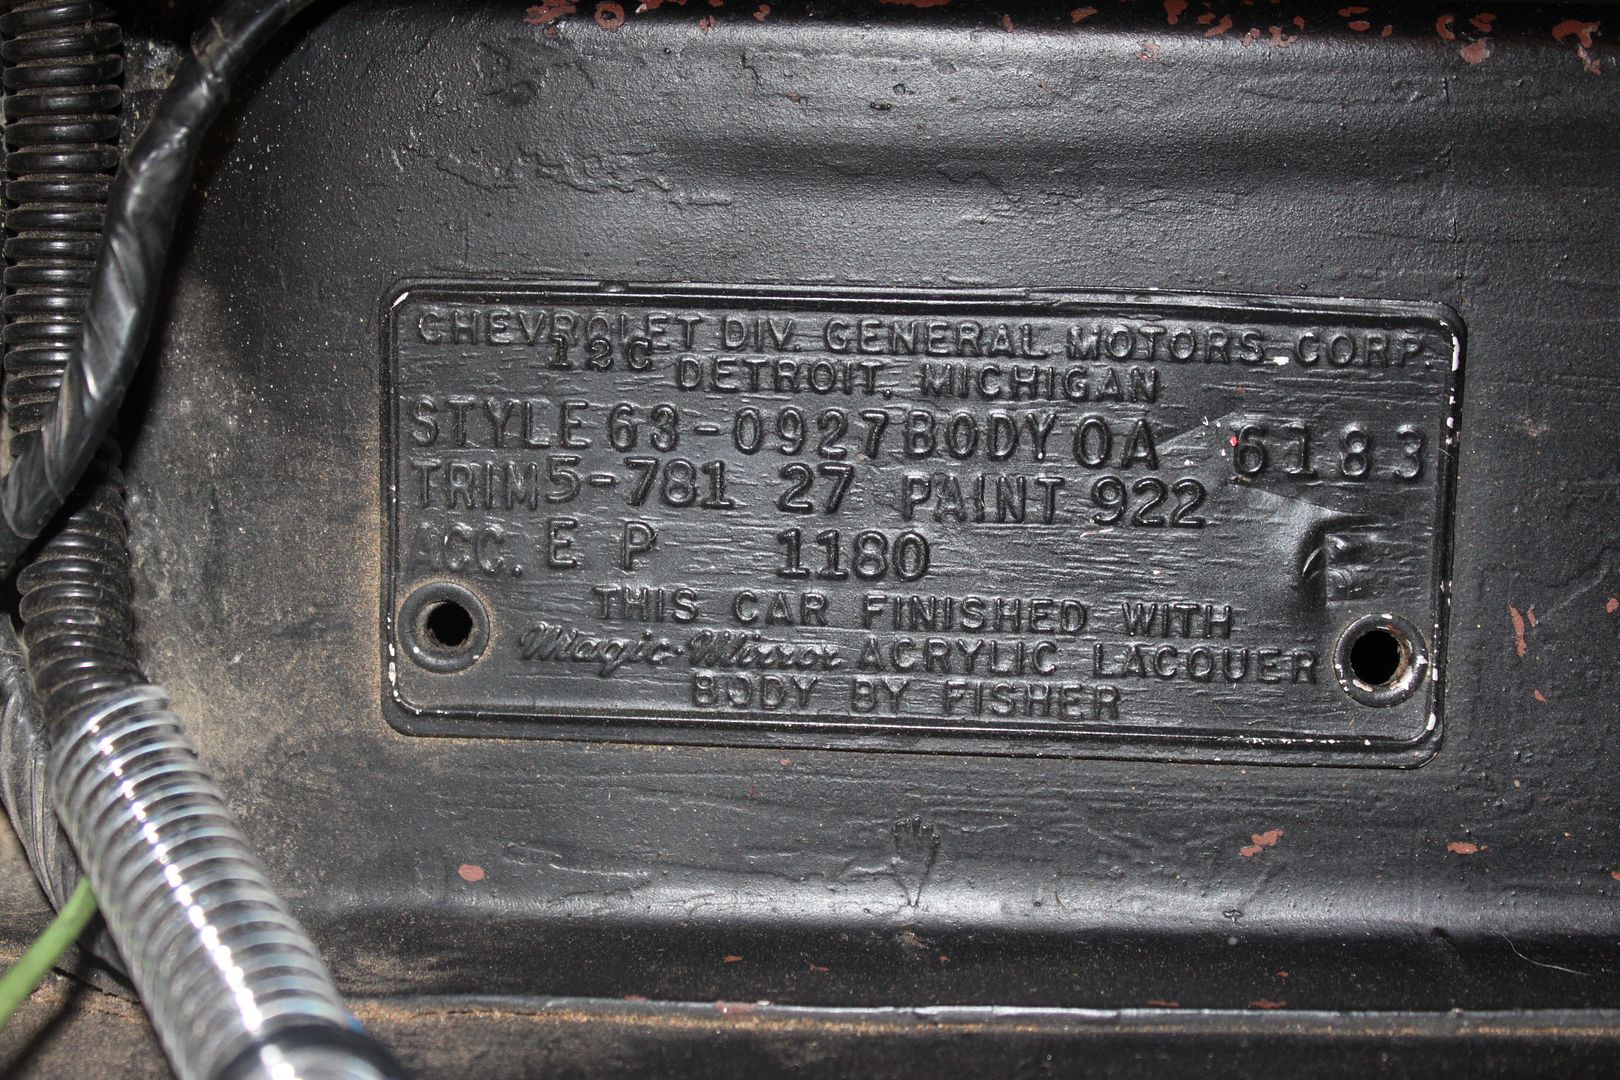 CHEVROLET DIV. GENERAL MOTORS CORP.
12C
DETROIT, MICHIGAN
STYLE 63-0927 BODY OA 6183
TRIM 5-781 27 PAINT 922
ACC. E P 1180
THIS CAR FINISHED WITH
Magic-Mirror ACRYLIC LACQUER
BODY BY FISHER